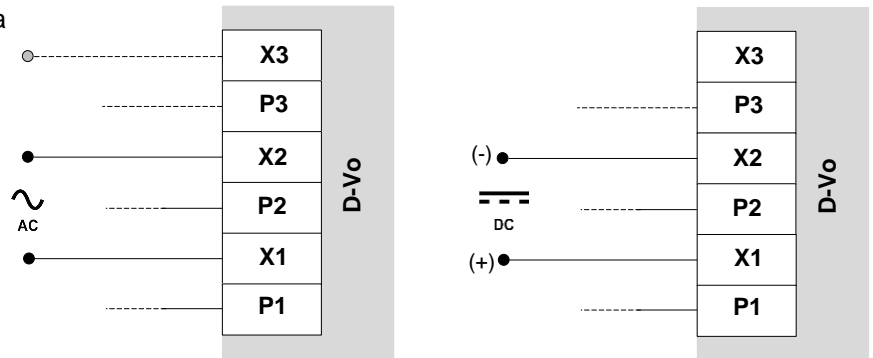 a
X3
P3
X2
P2
X1
P1
AC
D-Vo
X3
P3
X2
P2
X1
P1
(-)
DC
(+)
D-Vo